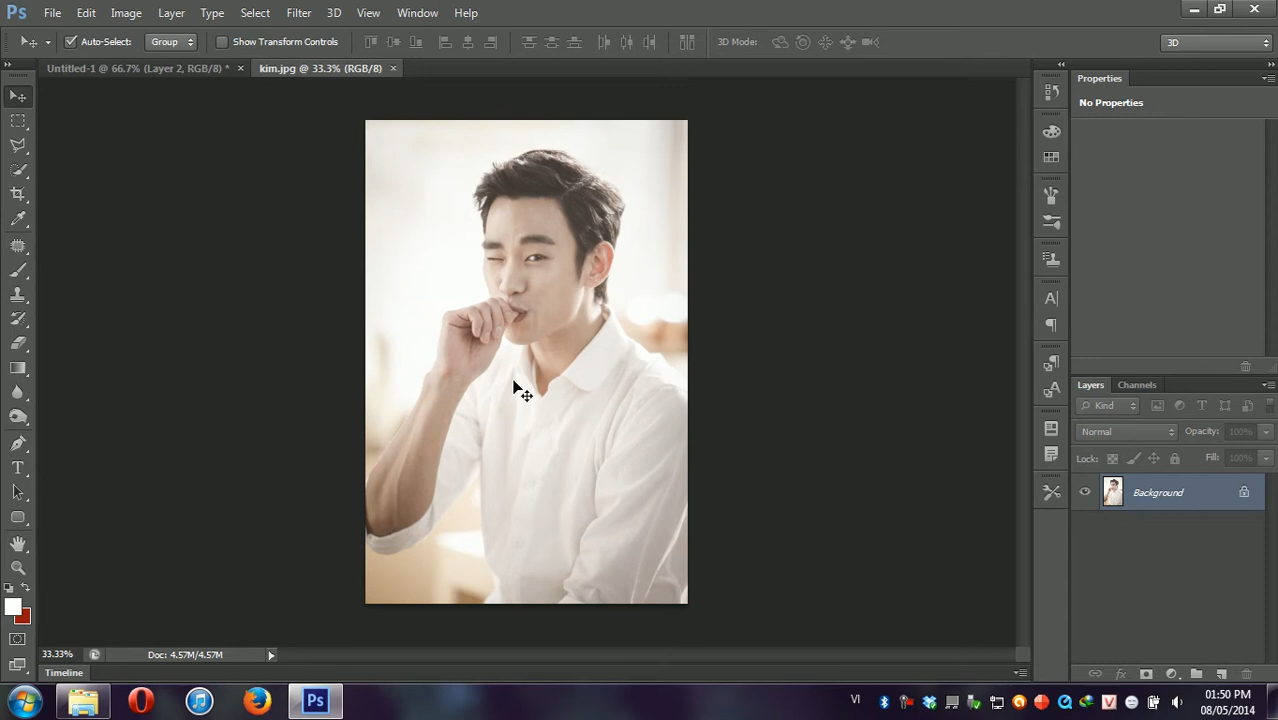 Ps File Edit Image Layer Type Select Filter 3D View Window Help
Auto-Select: Group Show Transform Controls 3D Mode: 3D
Untitled-1 @ 66.7% (Layer 2, RGB/8) * kim.jpg @ 33.3% (RGB/8)
Properties
No Properties
Layers Channels
Kind
Normal Opacity: 100%
Lock: Fill: 100%
Background
33.33% Doc: 4.57M/4.57M
Timeline
Ps VI 01:50 PM
08/05/2014